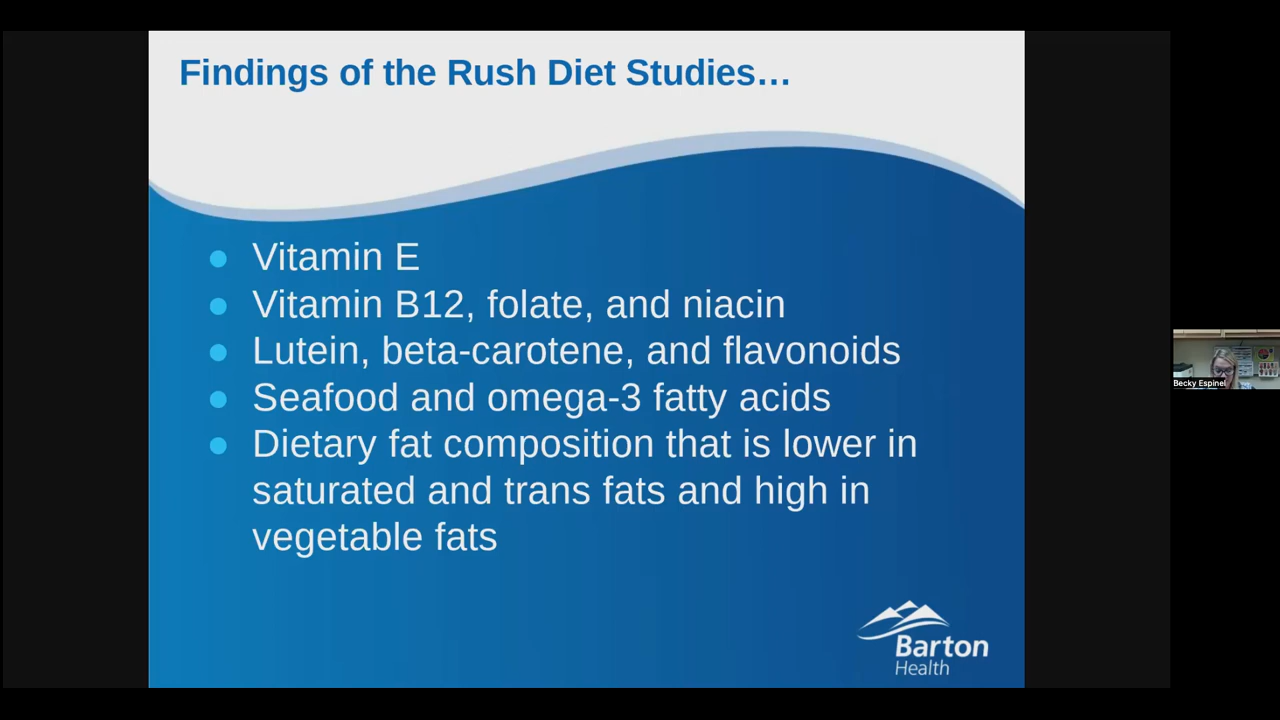 Findings of the Rush Diet Studies…
Vitamin E
Vitamin B12, folate, and niacin
Lutein, beta-carotene, and flavonoids
Seafood and omega-3 fatty acids
Dietary fat composition that is lower in
saturated and trans fats and high in
vegetable fats
Becky Espinel
Barton
Health